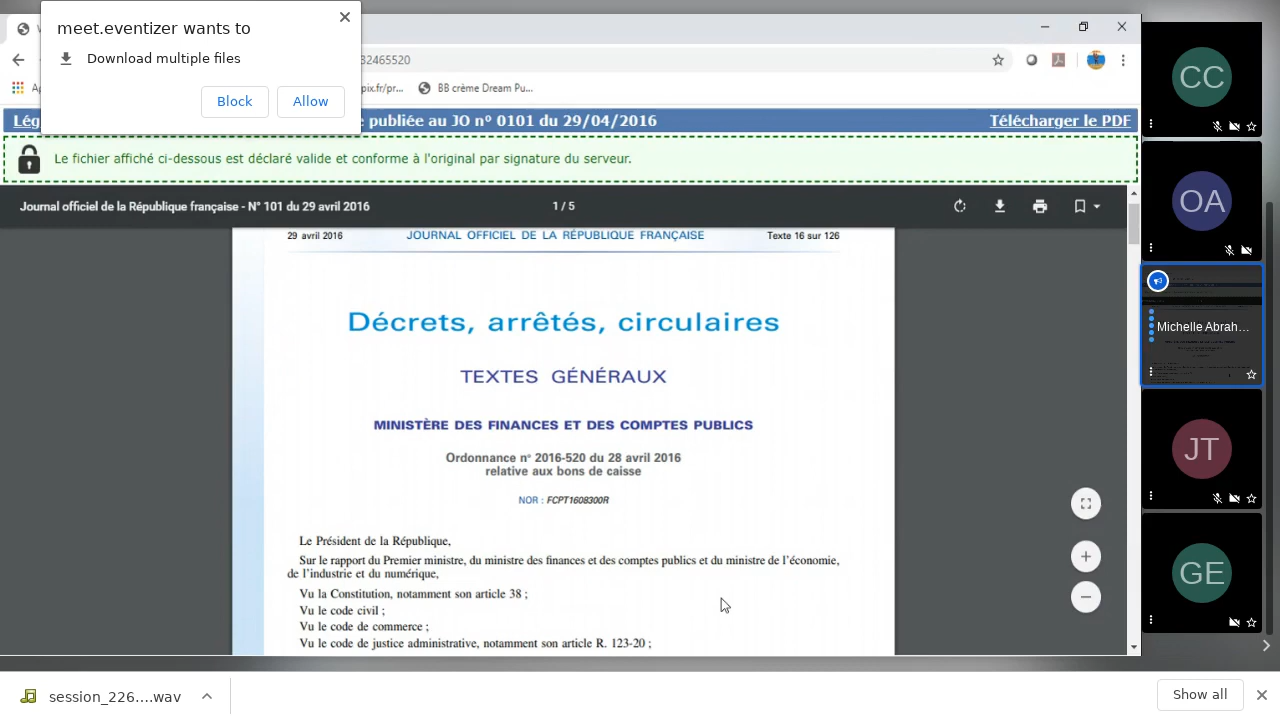 meet.eventizer wants to
Download multiple files
Block
Allow
32465520
pix.fr/pr...
BB crème Dream Pu...
Lég
publiée au JO n° 0101 du 29/04/2016
Télécharger le PDF
Le fichier affiché ci-dessous est déclaré valide et conforme à l'original par signature du serveur.
Journal officiel de la République française - N° 101 du 29 avril 2016
1 / 5
29 avril 2016
JOURNAL OFFICIEL DE LA RÉPUBLIQUE FRANÇAISE
Texte 16 sur 126
Décrets, arrêtés, circulaires
TEXTES GÉNÉRAUX
MINISTÈRE DES FINANCES ET DES COMPTES PUBLICS
Ordonnance n° 2016-520 du 28 avril 2016
relative aux bons de caisse
NOR : FCPT1608300R
Le Président de la République,
Sur le rapport du Premier ministre, du ministre des finances et des comptes publics et du ministre de l'économie,
de l'industrie et du numérique,
Vu la Constitution, notamment son article 38 ;
Vu le code civil ;
Vu le code de commerce ;
Vu le code de justice administrative, notamment son article R. 123-20 ;
CC
OA
Michelle Abrah...
JT
GE
session_226....wav
Show all